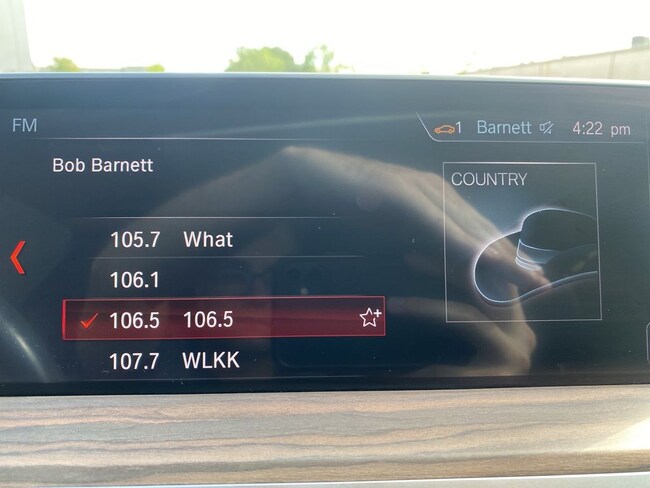 FM
1 Barnett 4:22 pm
Bob Barnett
COUNTRY
105.7 What
106.1
106.5 106.5
107.7 WLKK